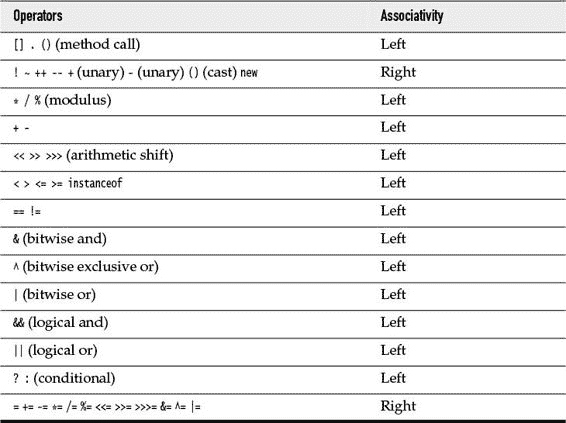 Operators Associativity
[] . () (method call) Left
! ~ ++ -- + (unary) - (unary) () (cast) new Right
* / % (modulus) Left
+ - Left
<< >> >>> (arithmetic shift) Left
< > <= >= instanceof Left
== != Left
& (bitwise and) Left
^ (bitwise exclusive or) Left
| (bitwise or) Left
&& (logical and) Left
|| (logical or) Left
? : (conditional) Left
= += -= *= /= %= <<= >>= >>>= &= ^= |= Right